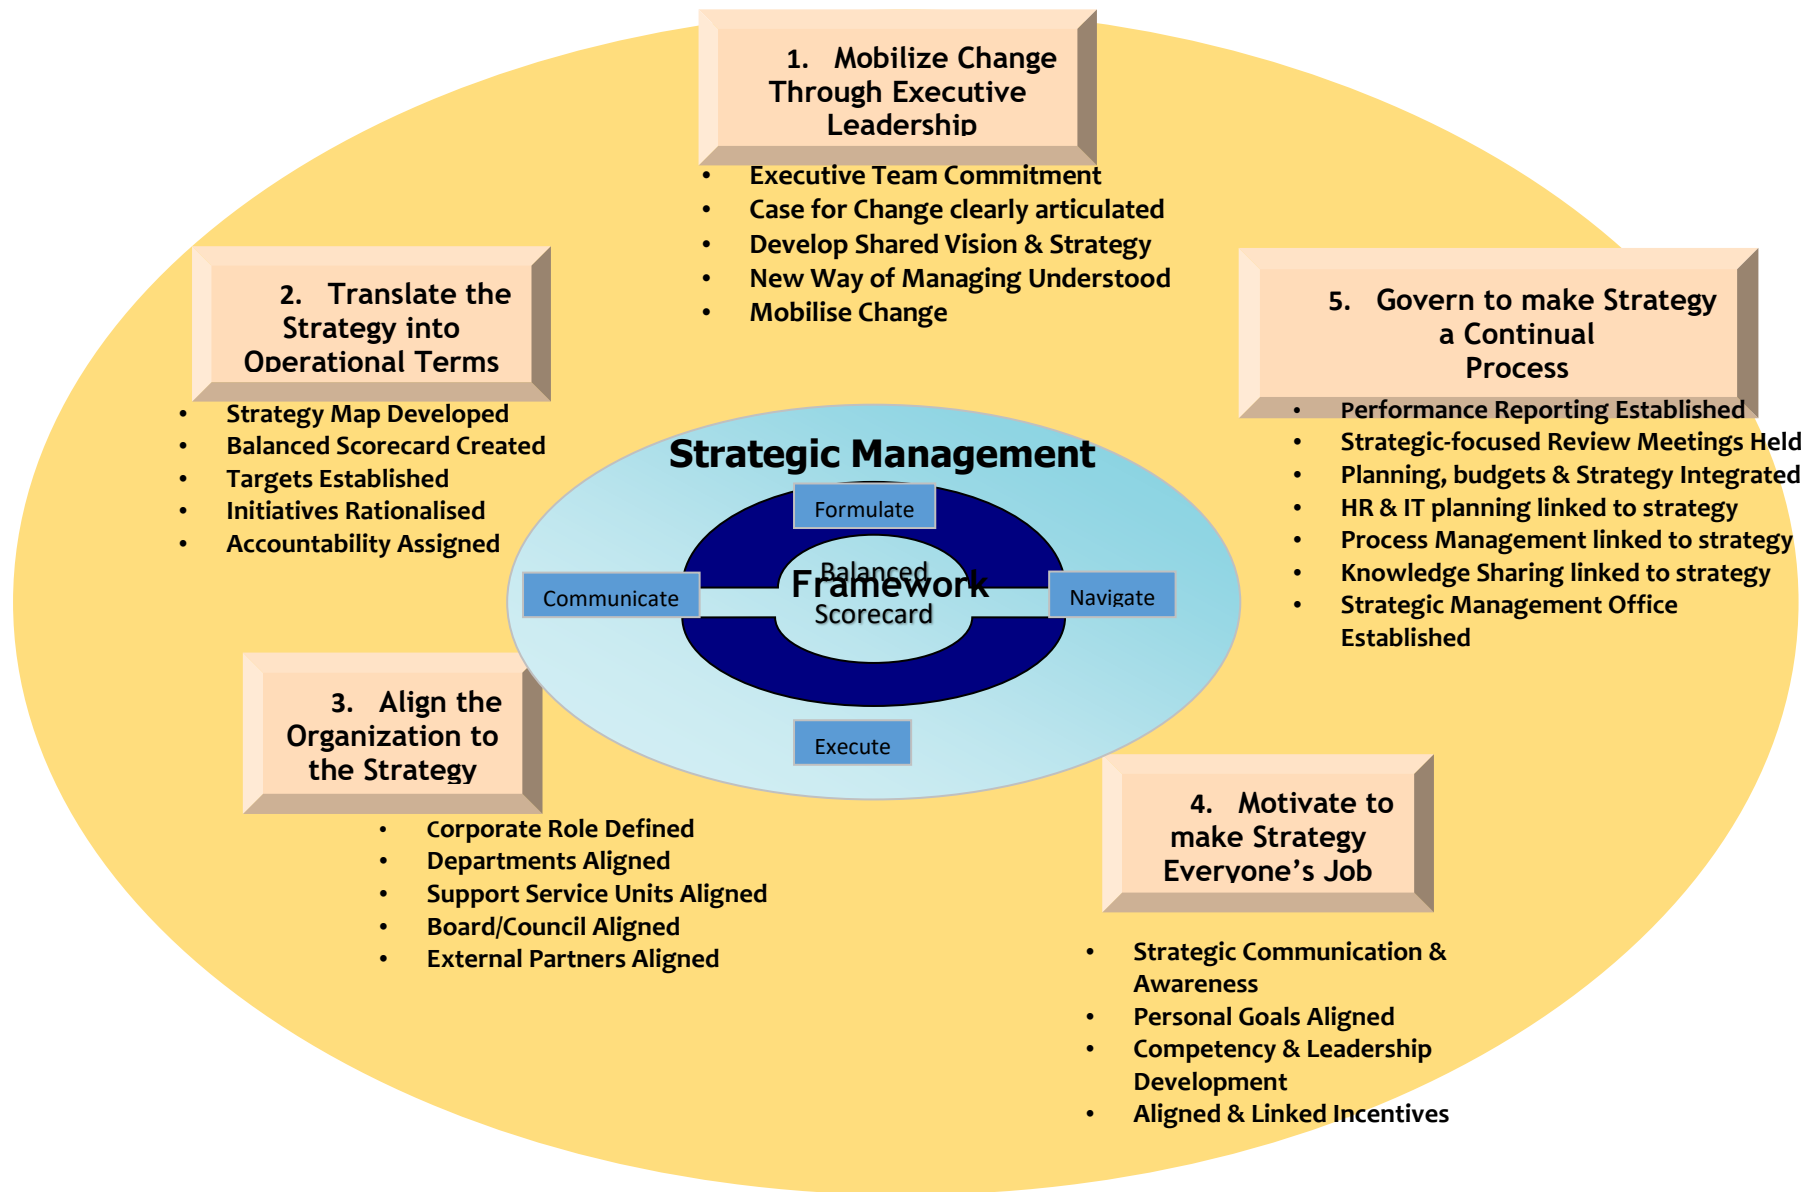 1. Mobilize Change
Through Executive
Leadership
• Executive Team Commitment
• Case for Change clearly articulated
• Develop Shared Vision & Strategy
• New Way of Managing Understood
• Mobilise Change
2. Translate the
Strategy into
Operational Terms
• Strategy Map Developed
• Balanced Scorecard Created
• Targets Established
• Initiatives Rationalised
• Accountability Assigned
5. Govern to make Strategy
a Continual
Process
• Performance Reporting Established
• Strategic-focused Review Meetings Held
• Planning, budgets & Strategy Integrated
• HR & IT planning linked to strategy
• Process Management linked to strategy
• Knowledge Sharing linked to strategy
• Strategic Management Office
Established
Strategic Management
Framework
Formulate
Balanced
Scorecard
Communicate
Navigate
Execute
3. Align the
Organization to
the Strategy
• Corporate Role Defined
• Departments Aligned
• Support Service Units Aligned
• Board/Council Aligned
• External Partners Aligned
4. Motivate to
make Strategy
Everyone’s Job
• Strategic Communication &
Awareness
• Personal Goals Aligned
• Competency & Leadership
Development
• Aligned & Linked Incentives